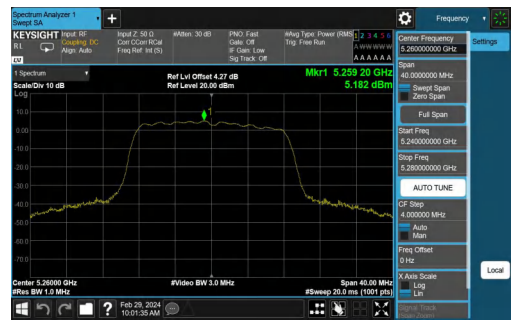 Spectrum Analyzer 1
Swept SA
Frequency
KEYSIGHT
Input: RF
Coupling: DC
Align: Auto
Input Z: 50 Ω
Corr CCorr RCal
Freq Ref: Int (S)
#Atten: 30 dB
PNO: Fast
Gate: Off
IF Gain: Low
Sig Track: Off
#Avg Type: Power (RMS
Trig: Free Run
1 2 3 4 5 6
A W W W W W
A A A A A A
RL
LV
1 Spectrum
Scale/Div 10 dB
Log
Ref Lvl Offset 4.27 dB
Ref Level 20.00 dBm
Mkr1 5.259 20 GHz
5.182 dBm
1
10.0
0.00
-10.0
-20.0
-30.0
-40.0
-50.0
-60.0
-70.0
Center 5.26000 GHz
#Res BW 1.0 MHz
#Video BW 3.0 MHz
Span 40.00 MHz
#Sweep 20.0 ms (1001 pts)
Feb 29, 2024
10:01:35 AM
Center Frequency
5.260000000 GHz
Span
40.0000000 MHz
Swept Span
Zero Span
Full Span
Start Freq
5.240000000 GHz
Stop Freq
5.280000000 GHz
AUTO TUNE
CF Step
4.000000 MHz
Auto
Man
Freq Offset
0 Hz
X Axis Scale
Log
Lin
Signal Track
Settings
Local